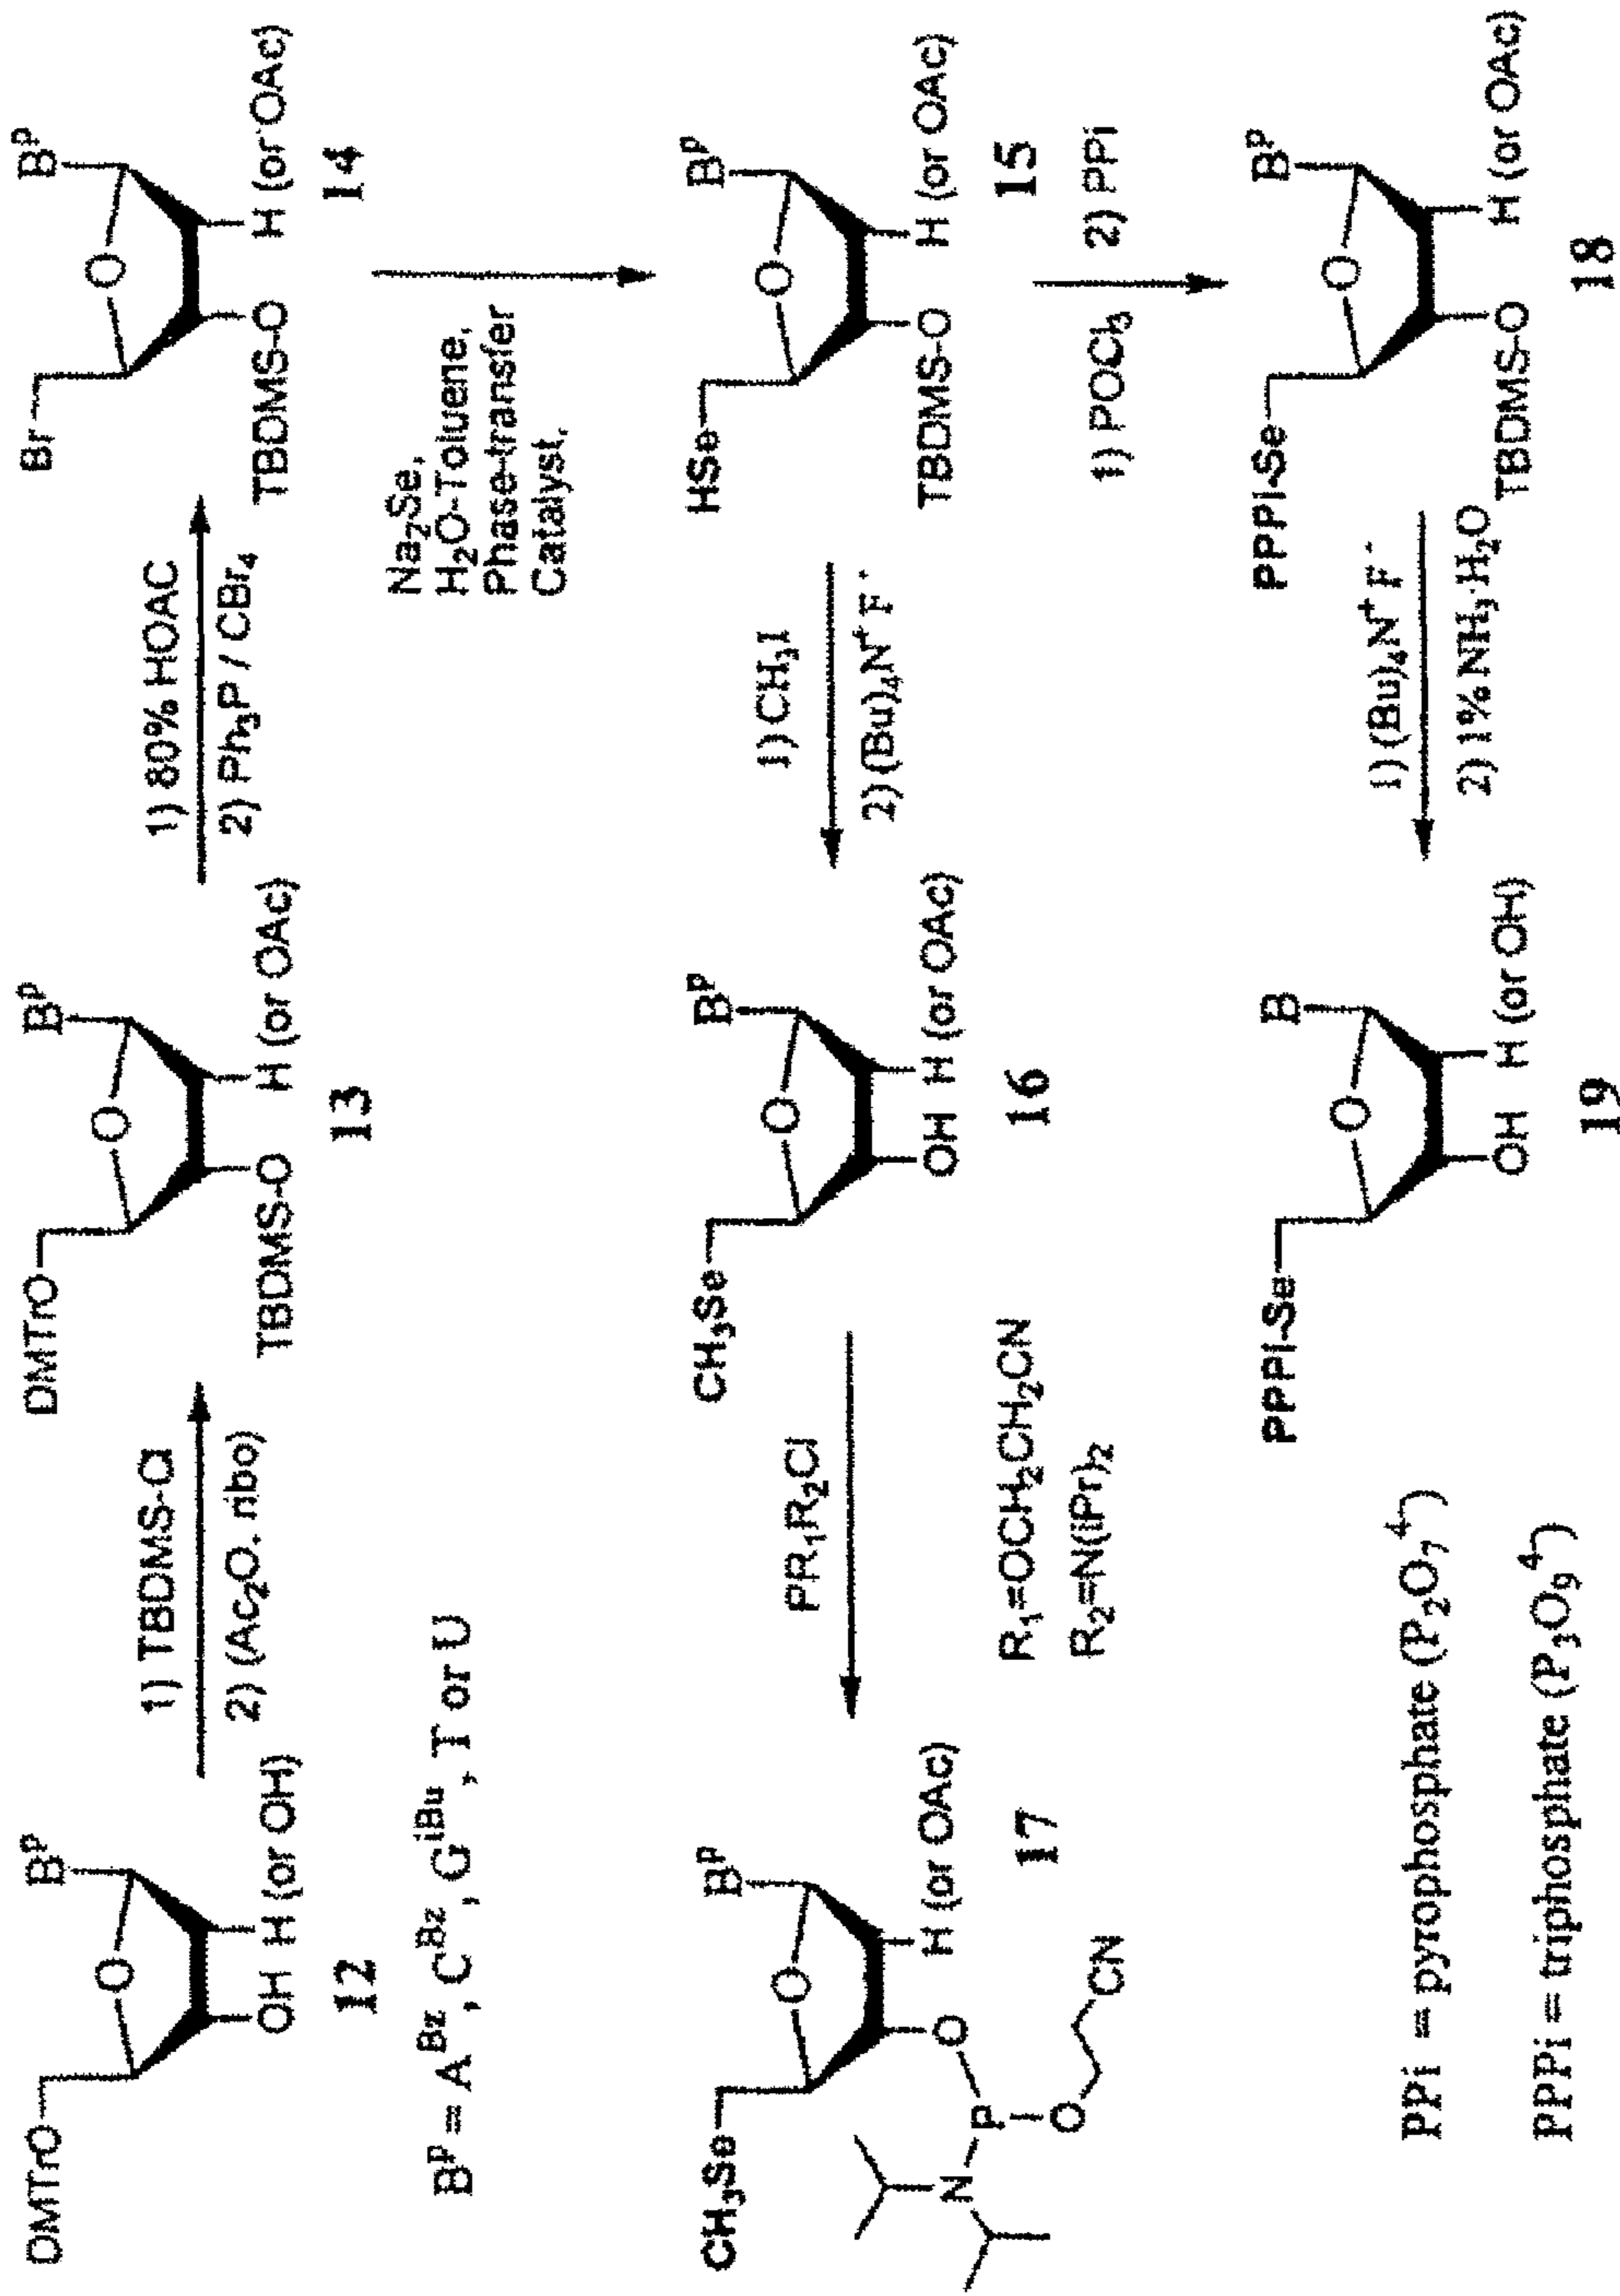 DMTrO
B^P
O
OH H (or OH)
12
1) TBDMS-Cl
2) (Ac₂O. ribo)
DMTrO
B^P
O
TBDMS-O H (or OAc)
13
1) 80% HOAC
2) Ph₃P / CBr₄
Br
B^P
O
TBDMS-O H (or OAc)
14
B^P = A^Bz, C^Bz, G^iBu, T or U
Na₂Se,
H₂O-Toluene,
Phase-transfer
Catalyst,
CH₃Se
B^P
O
O H (or OAc)
N P O CN
17
PR₁R₂Cl
R₁=OCH₂CH₂CN
R₂=N(iPr)₂
CH₃Se
B^P
O
OH H (or OAc)
16
1) CH₃I
2) (Bu)₄N⁺F⁻
HSe
B^P
O
TBDMS-O H (or OAc)
15
1) POCl₃ 2) PPi
PPPi = triphosphate (P₃O₉⁴)
PPi = pyrophosphate (P₂O₇⁴)
PPPI-Se
B
O
OH H (or OH)
19
1) (Bu)₄N⁺F⁻
2) 1% NH₃·H₂O
PPPI-Se
B^P
O
TBDMS-O H (or OAc)
18